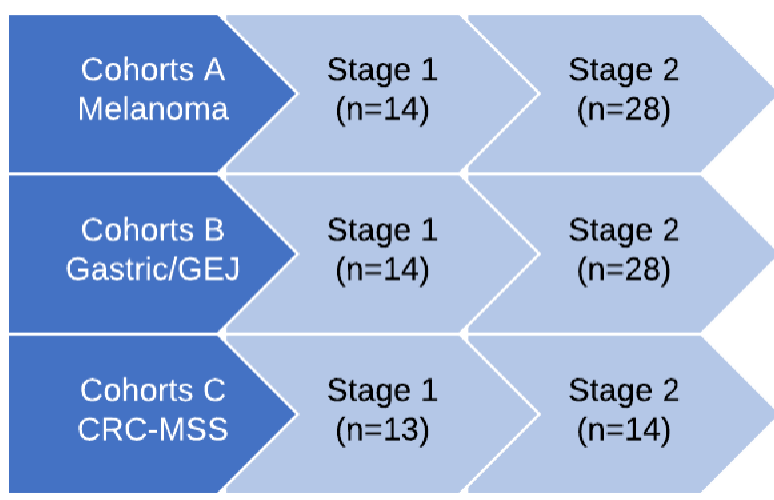 Cohorts A
Melanoma
Stage 1
(n=14)
Stage 2
(n=28)
Cohorts B
Gastric/GEJ
Stage 1
(n=14)
Stage 2
(n=28)
Cohorts C
CRC-MSS
Stage 1
(n=13)
Stage 2
(n=14)